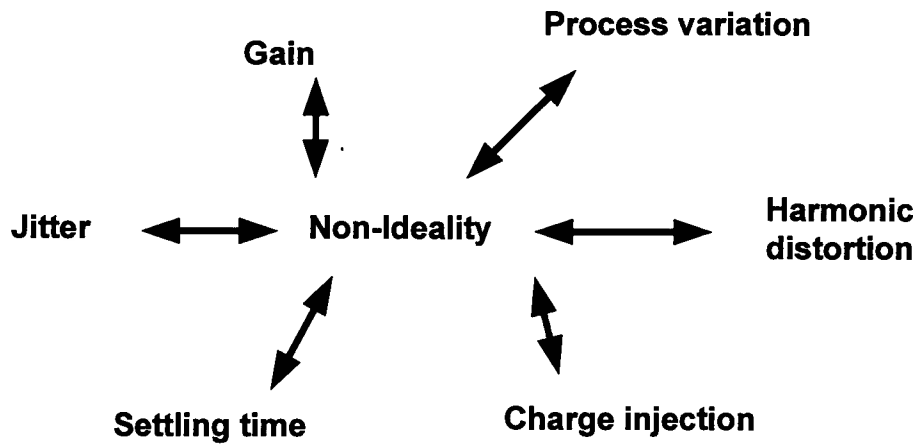 Process variation
Gain
Jitter
Non-Ideality
Harmonic
distortion
Settling time
Charge injection